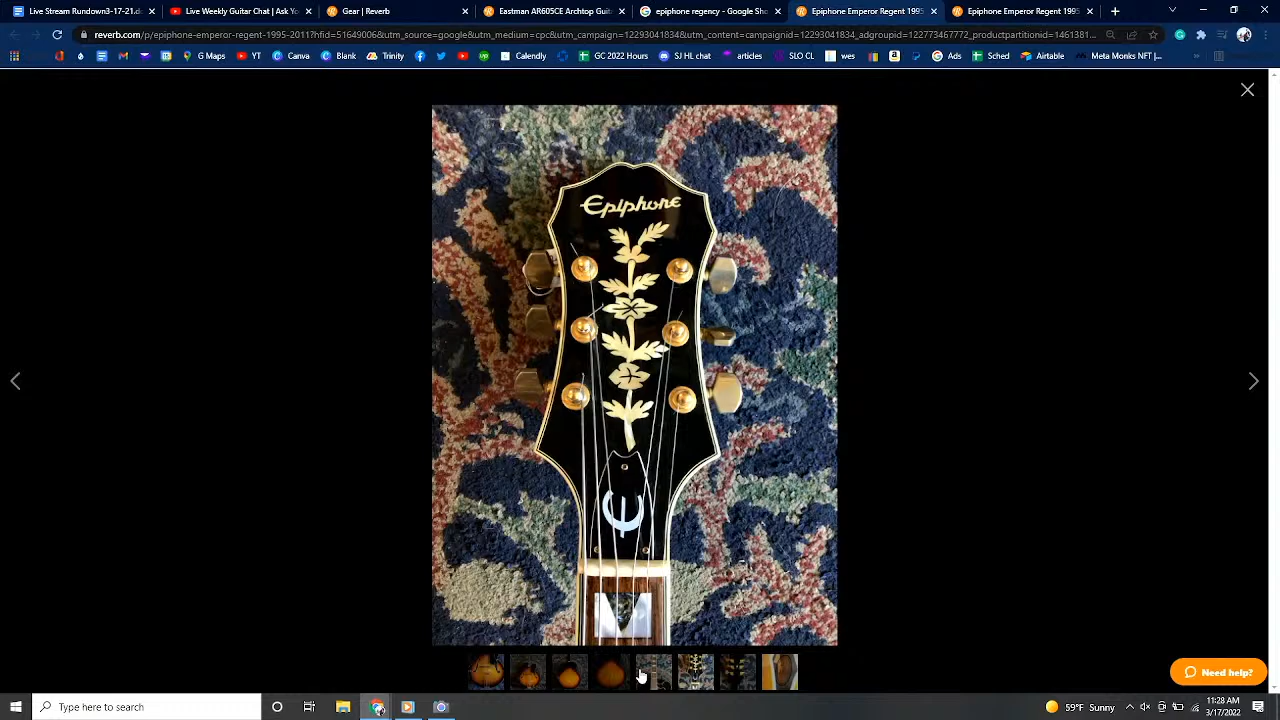 Live Stream Rundown3-17-21.d
Live Weekly Guitar Chat | Ask Yo
Gear | Reverb
Eastman AR605CE Archtop Guit
epiphone regency - Google Sh
Epiphone Emperor Regent 1995
Epiphone Emperor Regent 1995
reverb.com/p/epiphone-emperor-regent-1995-2011?hfid=51649006&utm_source=google&utm_medium=cpc&utm_campaign=12293041834&utm_content=campaignid=12293041834_adgroupid=122773467772_productpartitionid=1461381...
G Maps
YT
Canva
Blank
Trinity
Calendly
GC 2022 Hours
SJ HL chat
articles
SLO CL
wes
Ads
Sched
Airtable
Meta Monks NFT |...
Epiphone
Need help?
Type here to search
59°F Sunny
11:28 AM
3/17/2022